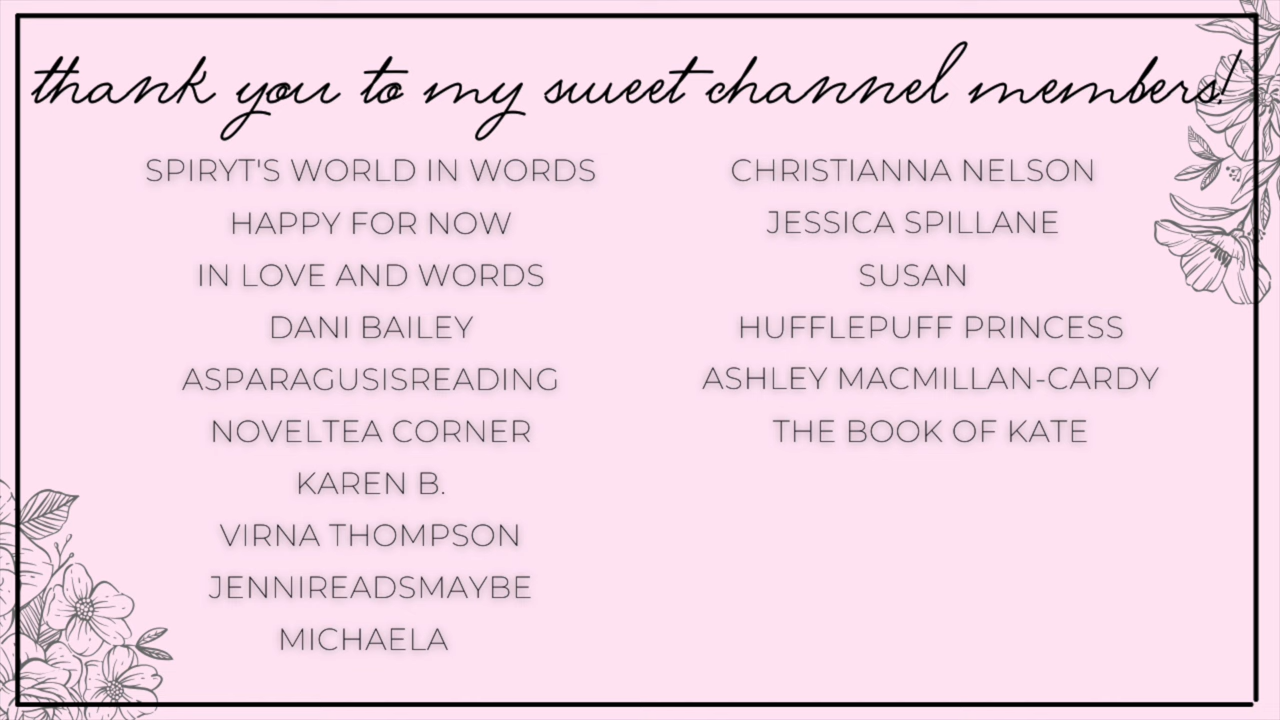 thank you to my sweet channel members!
SPIRYT'S WORLD IN WORDS
HAPPY FOR NOW
IN LOVE AND WORDS
DANI BAILEY
ASPARAGUSISREADING
NOVELTEA CORNER
KAREN B.
VIRNA THOMPSON
JENNIREADSMAYBE
MICHAELA
CHRISTIANNA NELSON
JESSICA SPILLANE
SUSAN
HUFFLEPUFF PRINCESS
ASHLEY MACMILLAN-CARDY
THE BOOK OF KATE